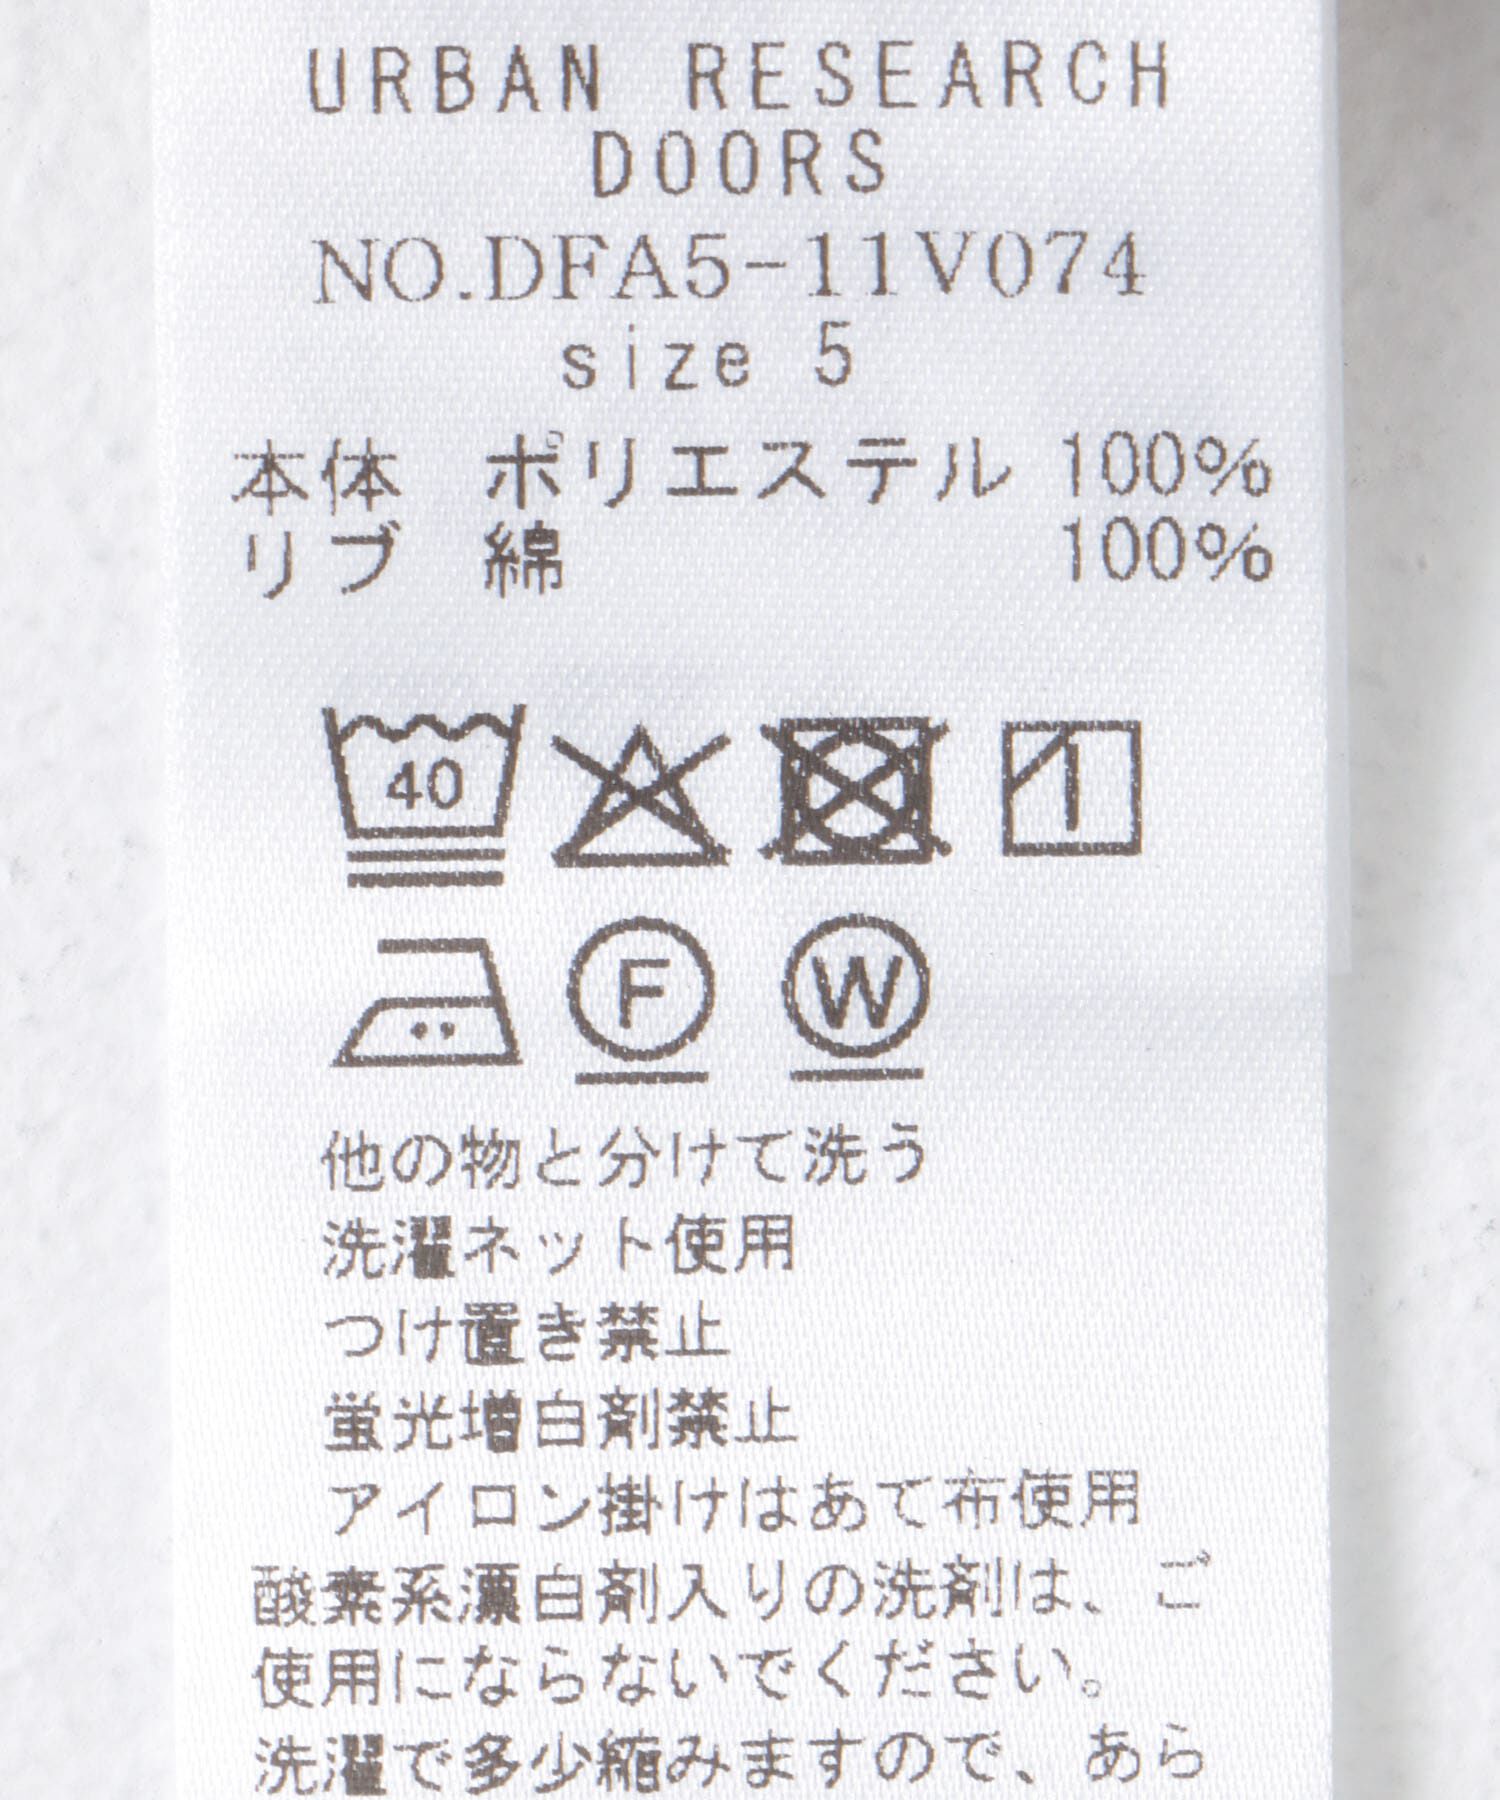 URBAN RESEARCH
DOORS
NO.DFA5-11V074
size 5
本体 ポリエステル 100%
リブ 綿 100%
40
F W
他の物と分けて洗う
洗濯ネット使用
つけ置き禁止
蛍光増白剤禁止
アイロン掛けはあて布使用
酸素系漂白剤入りの洗剤は、ご
使用にならないでください。
洗濯で多少縮みますので、あら